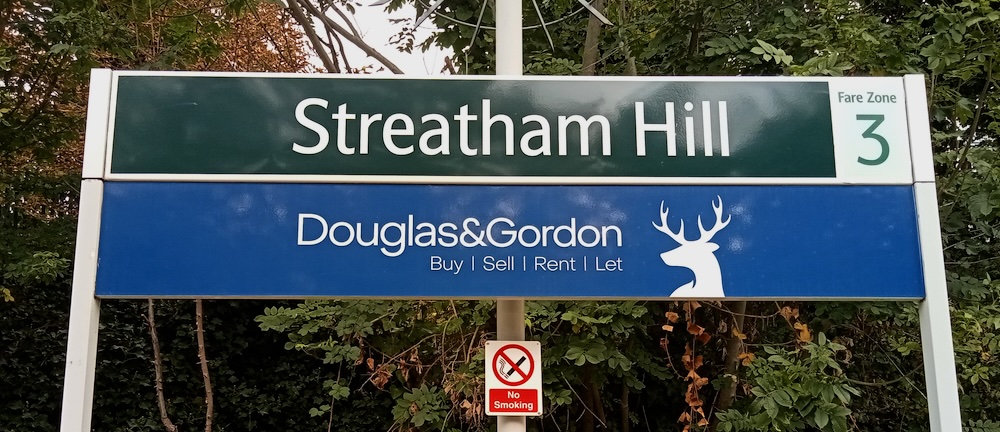 Streatham Hill
Fare Zone
3
Douglas&Gordon
Buy | Sell | Rent | Let
No
Smoking